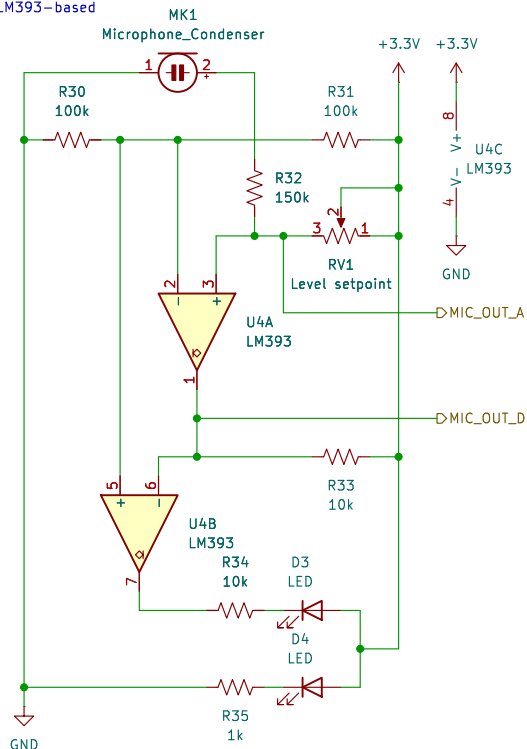 LM393-based
MK1
Microphone_Condenser
1
2
+
+3.3V
+3.3V
R30
100k
R31
100k
8
V+
U4C
LM393
V-
4
GND
R32
150k
2
3
1
RV1
Level setpoint
2
3
-
+
U4A
LM393
1
MIC_OUT_A
MIC_OUT_D
R33
10k
5
6
+
-
U4B
LM393
7
R34
10k
D3
LED
D4
LED
R35
1k
GND